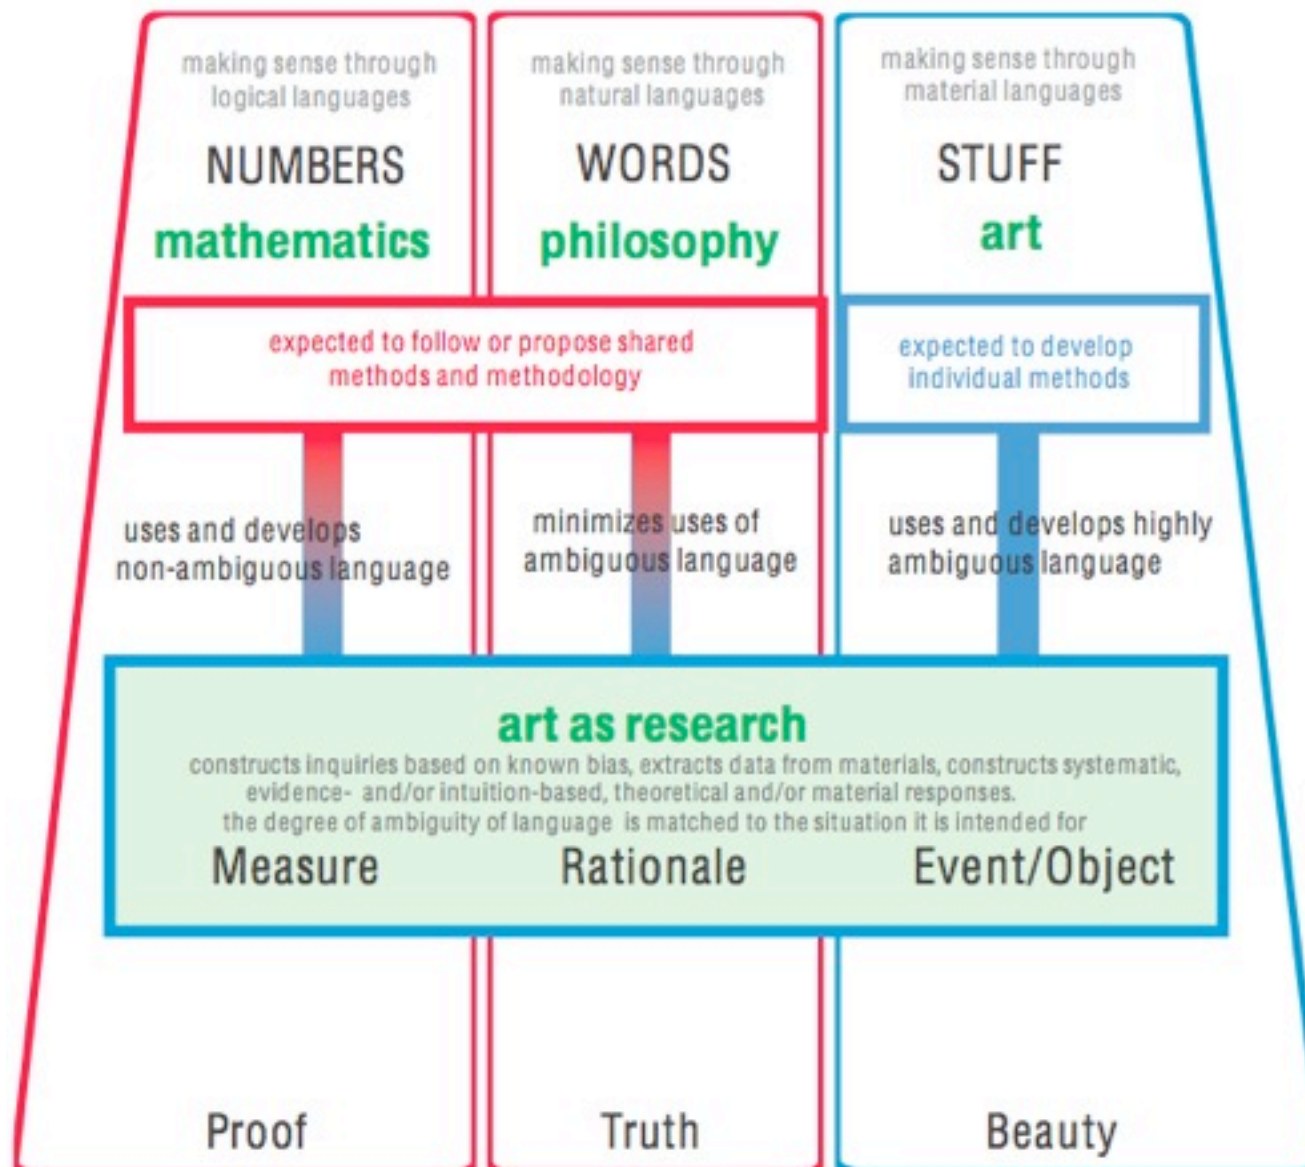 making sense through
logical languages
NUMBERS
mathematics
making sense through
natural languages
WORDS
philosophy
making sense through
material languages
STUFF
art
expected to follow or propose shared
methods and methodology
expected to develop
individual methods
uses and develops
non-ambiguous language
minimizes uses of
ambiguous language
uses and develops highly
ambiguous language
art as research
constructs inquiries based on known bias, extracts data from materials, constructs systematic,
evidence- and/or intuition-based, theoretical and/or material responses.
the degree of ambiguity of language is matched to the situation it is intended for
Measure
Rationale
Event/Object
Proof
Truth
Beauty